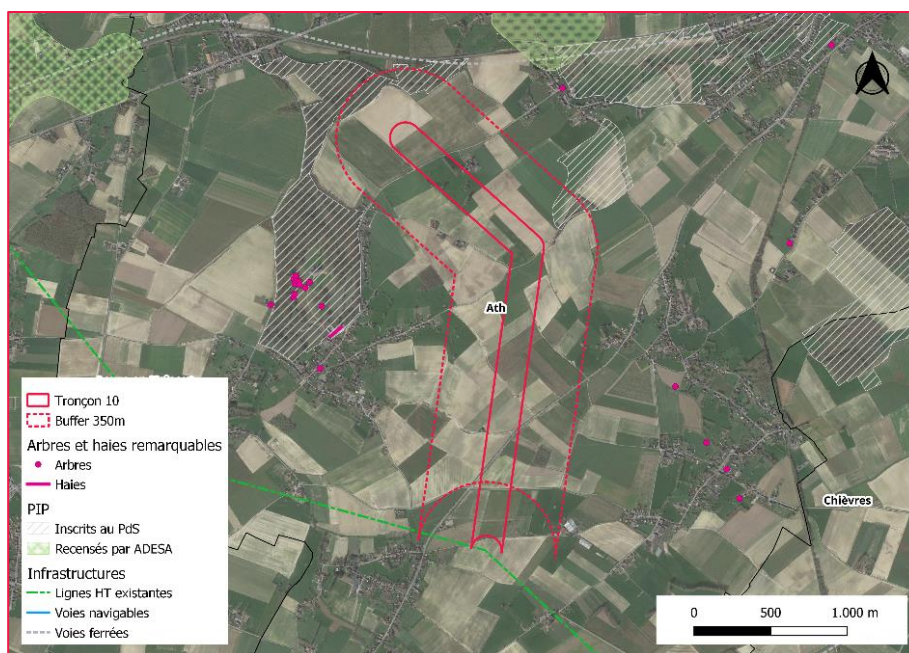 Ath
Tronçon 10
Buffer 350m
Arbres et haies remarquables
Arbres
Haies
PIP
Inscrits au PdS
Recensés par ADESA
Infrastructures
Lignes HT existantes
Voies navigables
Voies ferrées
Chièvres
0 500 1.000 m